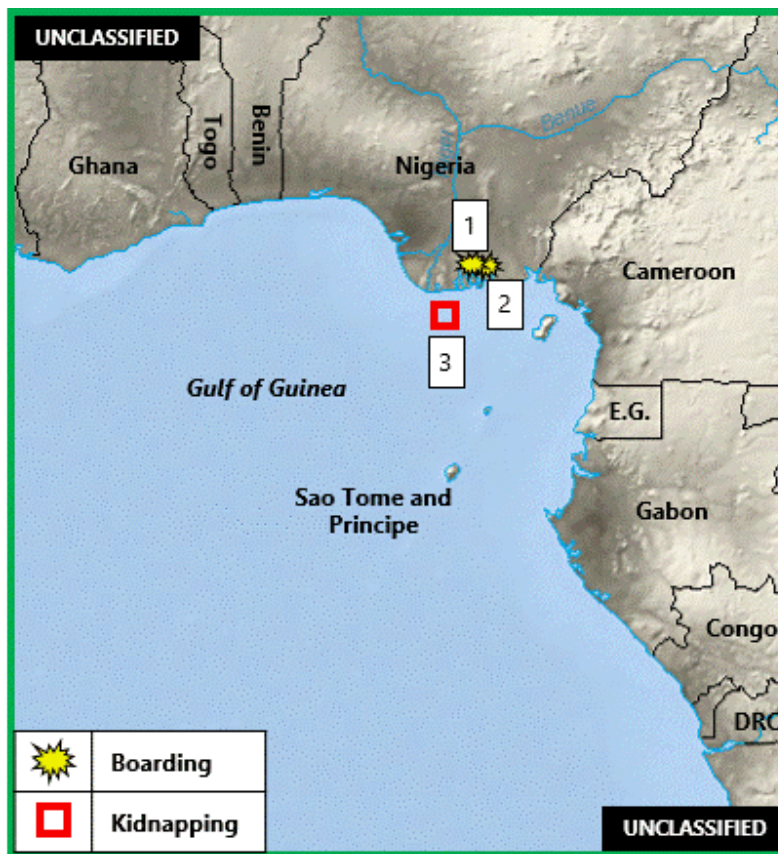 UNCLASSIFIED
Ghana
Togo
Benin
Nigeria
Benue
1
Cameroon
2
3
Gulf of Guinea
E.G.
Sao Tome and
Principe
Gabon
Congo
DRC
Boarding
Kidnapping
UNCLASSIFIED